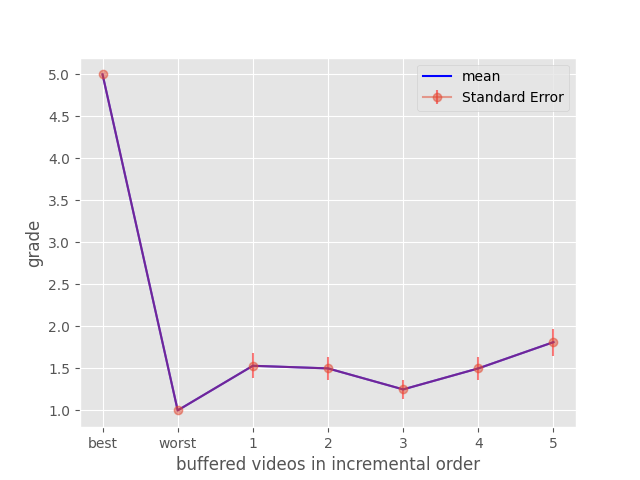 mean
Standard Error
5.0
4.5
4.0
3.5
3.0
2.5
2.0
1.5
1.0
grade
best worst 1 2 3 4 5
buffered videos in incremental order